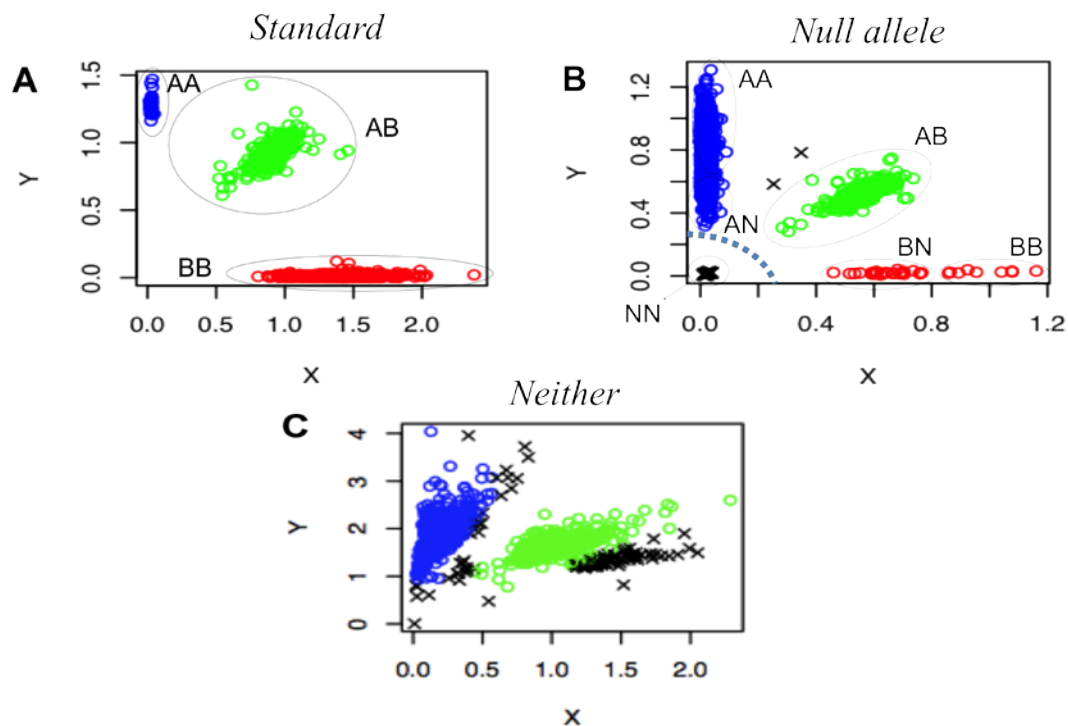 Standard
A
AA
AB
BB
Y
1.5
1.0
0.5
0.0
0.0 0.5 1.0 1.5 2.0
X
Null allele
B
AA
AB
AN
BN BB
NN
Y
1.2
0.8
0.4
0.0
0.0 0.4 0.8 1.2
X
Neither
C
Y
4
3
2
1
0
0.0 0.5 1.0 1.5 2.0
X